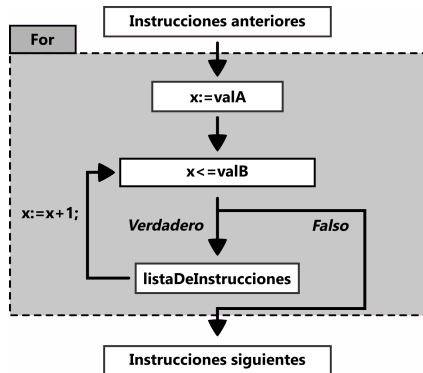 Instrucciones anteriores
For
x:=valA
x<=valB
x:=x+1;
Verdadero
Falso
listaDeInstrucciones
Instrucciones siguientes